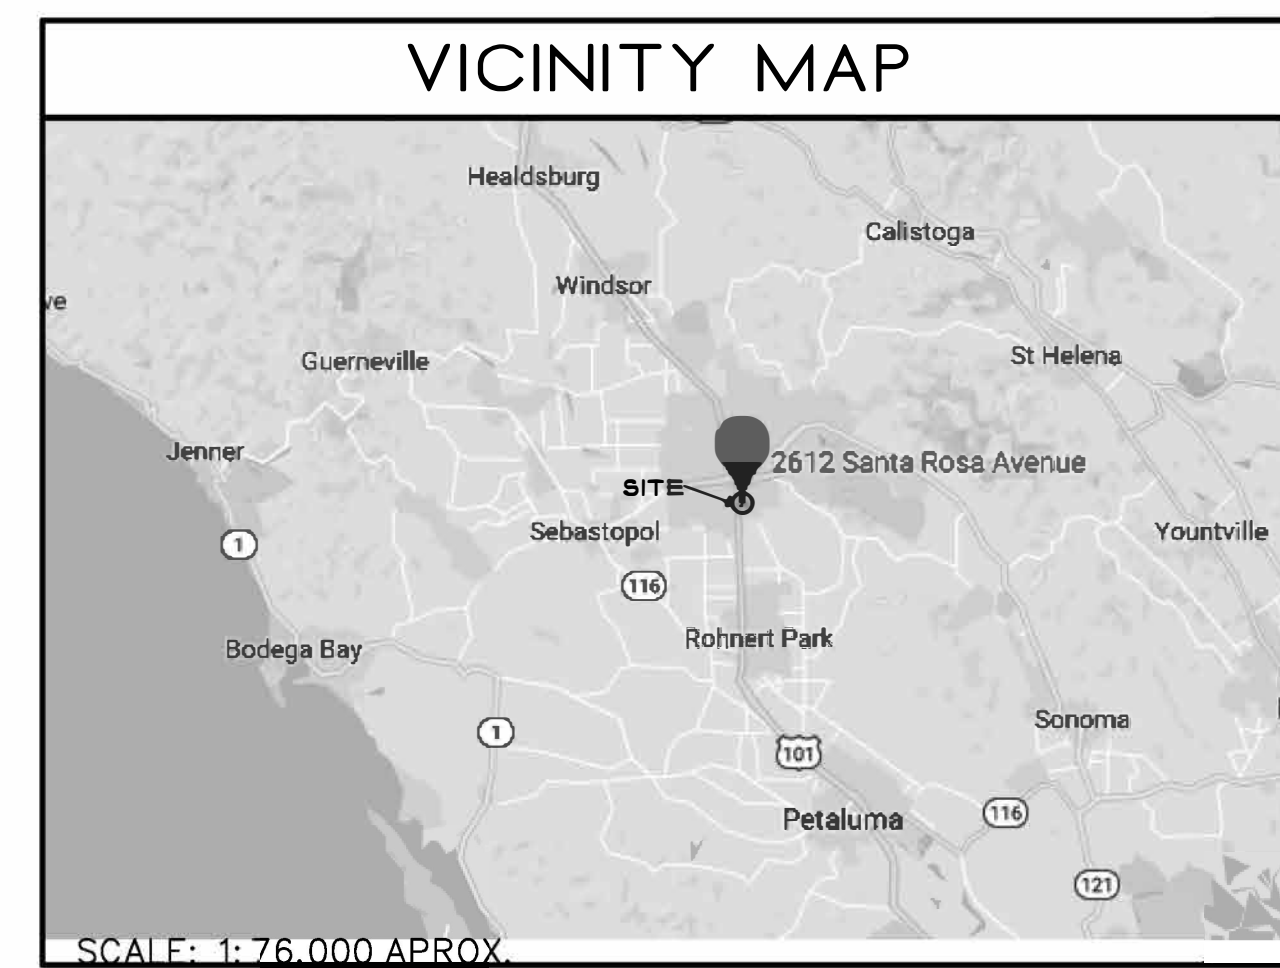 VICINITY MAP
Healdsburg
Calistoga
Windsor
ve
St Helena
Guerneville
Jenner
2612 Santa Rosa Avenue
SITE
Sebastopol
Yountville
1
116
Rohnert Park
Bodega Bay
Sonoma
1
101
116
Petaluma
121
SCALE: 1: 76,000 APROX.